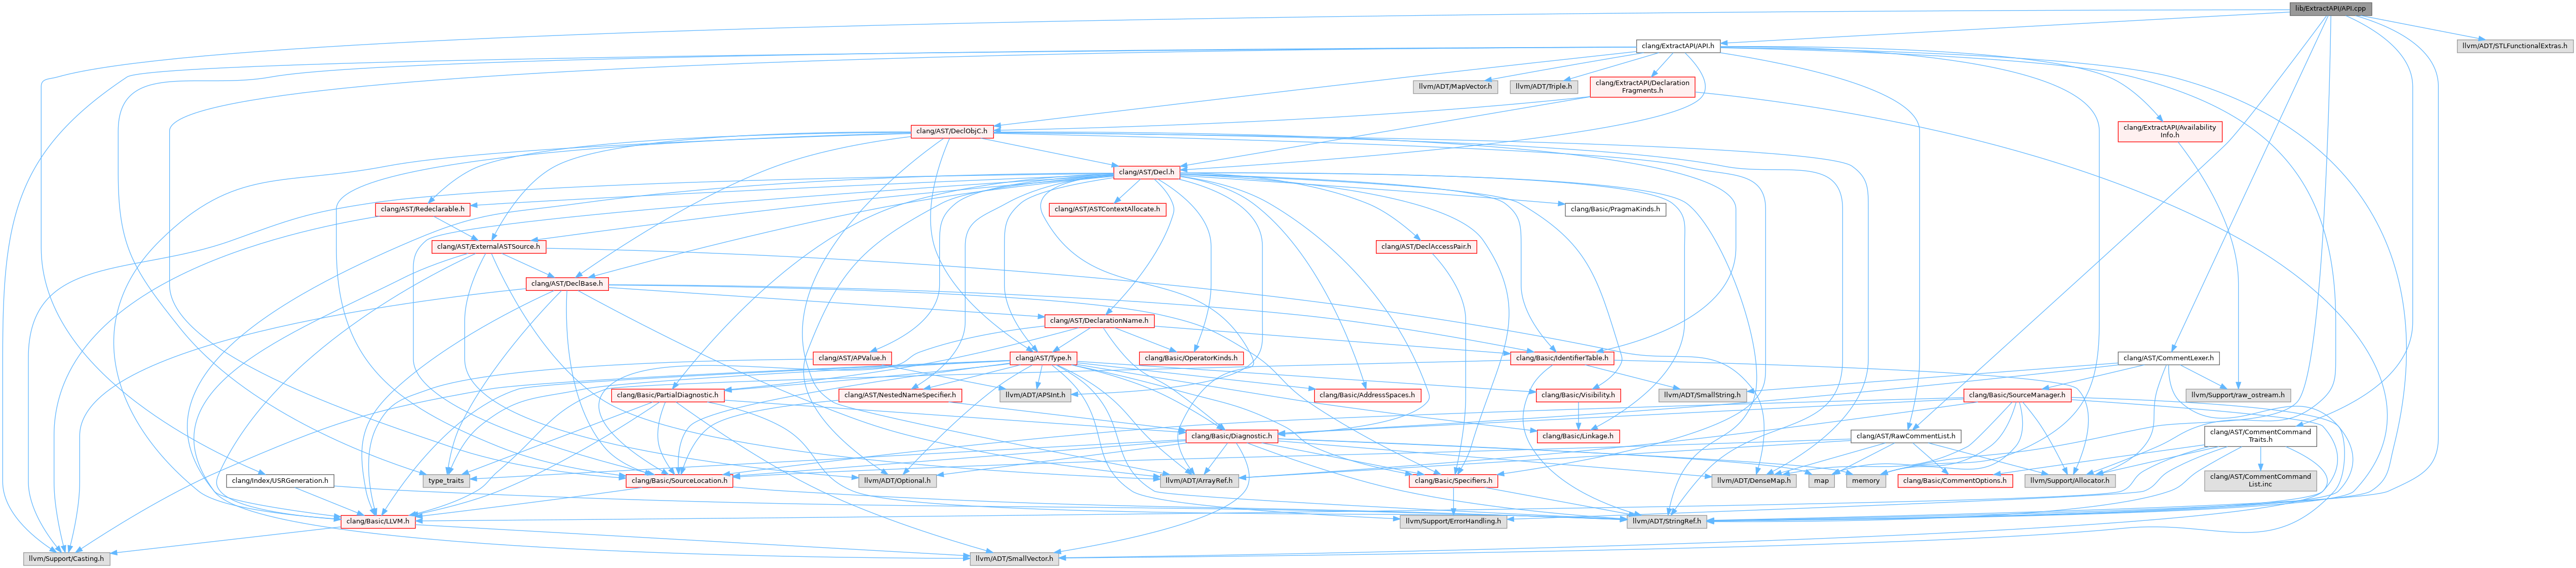 lib/ExtractAPI/API.cpp
clang/ExtractAPI/API.h
llvm/ADT/STLFunctionalExtras.h
llvm/ADT/MapVector.h
llvm/ADT/Triple.h
clang/ExtractAPI/Declaration
Fragments.h
clang/AST/DeclObjC.h
clang/ExtractAPI/Availability
Info.h
clang/AST/Decl.h
clang/AST/Redeclarable.h
clang/AST/ASTContextAllocate.h
clang/Basic/PragmaKinds.h
clang/AST/ExternalASTSource.h
clang/AST/DeclAccessPair.h
clang/AST/DeclBase.h
clang/AST/DeclarationName.h
clang/AST/APValue.h
clang/AST/Type.h
clang/Basic/OperatorKinds.h
clang/Basic/IdentifierTable.h
clang/AST/CommentLexer.h
clang/Basic/PartialDiagnostic.h
clang/AST/NestedNameSpecifier.h
llvm/ADT/APSInt.h
clang/Basic/AddressSpaces.h
clang/Basic/Visibility.h
llvm/ADT/SmallString.h
clang/Basic/SourceManager.h
llvm/Support/raw_ostream.h
clang/Basic/Diagnostic.h
clang/Basic/Linkage.h
clang/AST/RawCommentList.h
clang/AST/CommentCommand
Traits.h
clang/Index/USRGeneration.h
type_traits
clang/Basic/SourceLocation.h
llvm/ADT/Optional.h
llvm/ADT/ArrayRef.h
clang/Basic/Specifiers.h
llvm/ADT/DenseMap.h
map
memory
clang/Basic/CommentOptions.h
llvm/Support/Allocator.h
clang/AST/CommentCommand
List.inc
clang/Basic/LLVM.h
llvm/Support/ErrorHandling.h
llvm/ADT/StringRef.h
llvm/Support/Casting.h
llvm/ADT/SmallVector.h